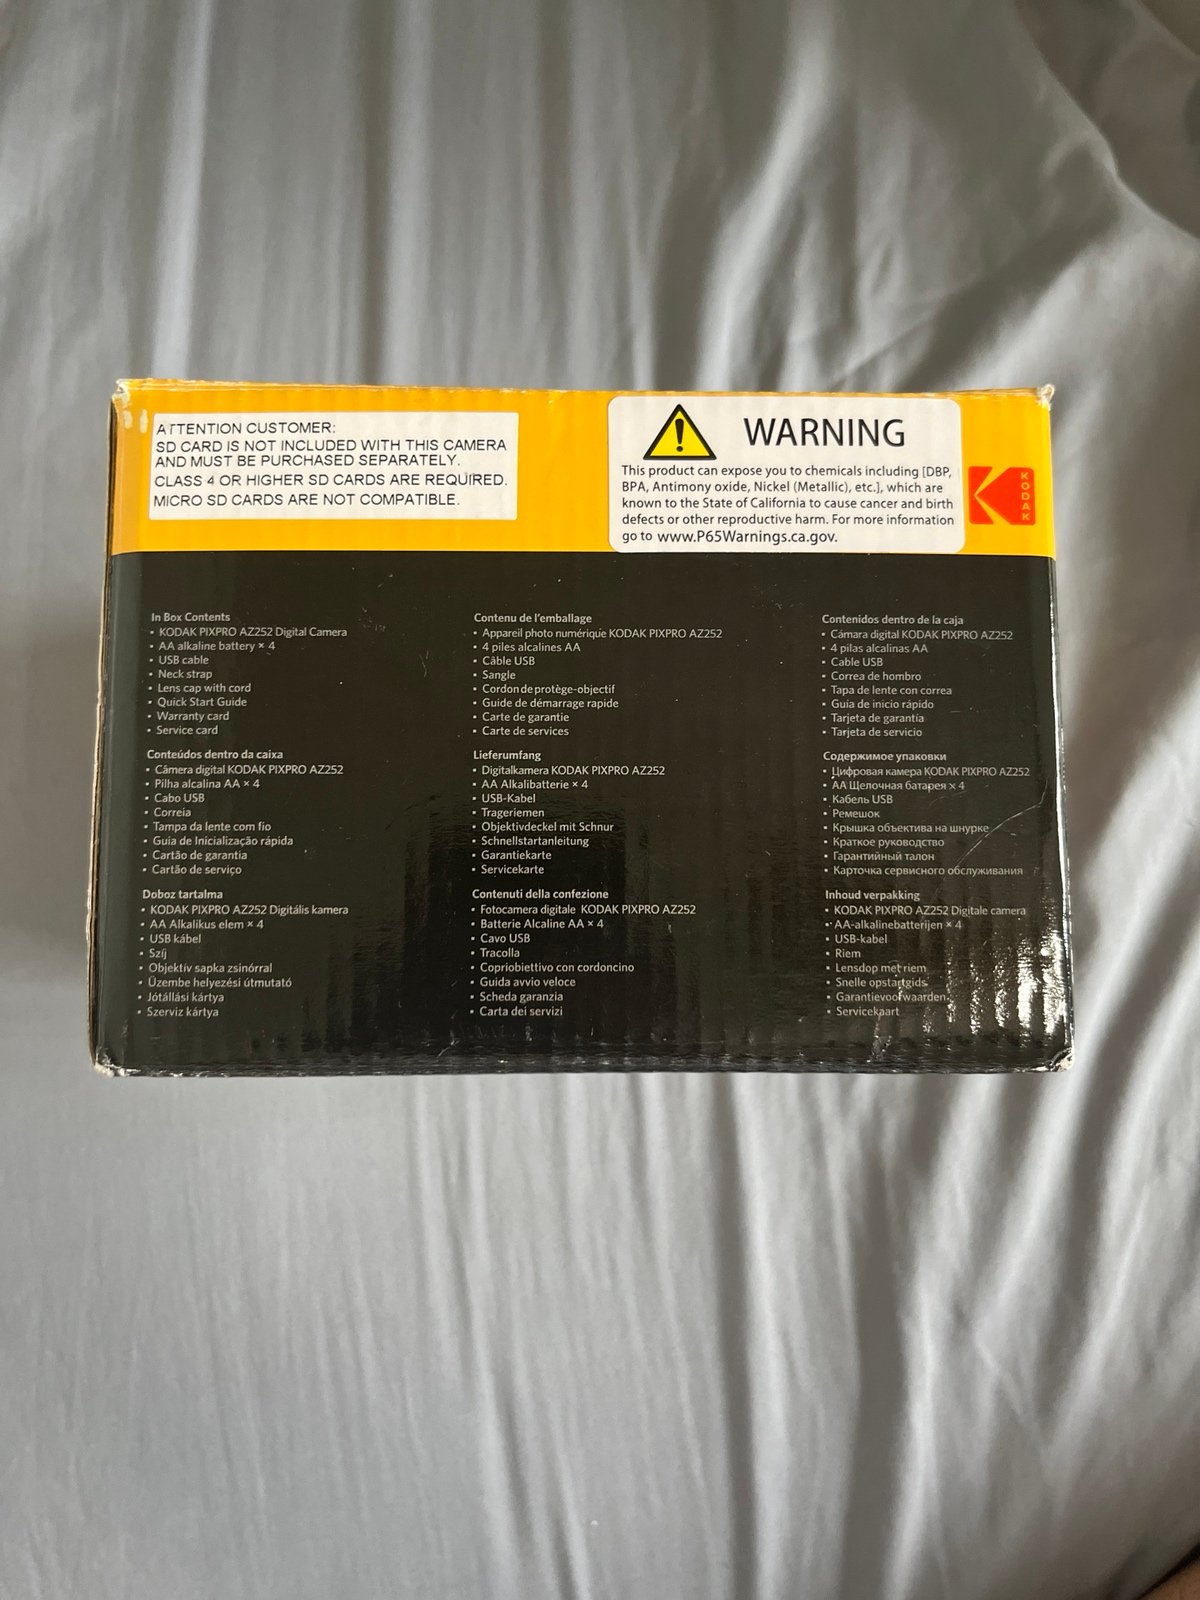 ATTENTION CUSTOMER:
SD CARD IS NOT INCLUDED WITH THIS CAMERA
AND MUST BE PURCHASED SEPARATELY.
CLASS 4 OR HIGHER SD CARDS ARE REQUIRED.
MICRO SD CARDS ARE NOT COMPATIBLE.
WARNING
This product can expose you to chemicals including [DBP,
BPA, Antimony oxide, Nickel (Metallic), etc.], which are
known to the State of California to cause cancer and birth
defects or other reproductive harm. For more information
go to www.P65Warnings.ca.gov.
KODAK
In Box Contents
• KODAK PIXPRO AZ252 Digital Camera
• AA alkaline battery × 4
• USB cable
• Neck strap
• Lens cap with cord
• Quick Start Guide
• Warranty card
• Service card
Contenu de l'emballage
• Appareil photo numérique KODAK PIXPRO AZ252
• 4 piles alcalines AA
• Câble USB
• Sangle
• Cordon de protège-objectif
• Guide de démarrage rapide
• Carte de garantie
• Carte de services
Contenidos dentro de la caja
• Cámara digital KODAK PIXPRO AZ252
• 4 pilas alcalinas AA
• Cable USB
• Correa de hombro
• Tapa de lente con correa
• Guía de inicio rápido
• Tarjeta de garantía
• Tarjeta de servicio
Conteúdos dentro da caixa
• Câmera digital KODAK PIXPRO AZ252
• Pilha alcalina AA × 4
• Cabo USB
• Correia
• Tampa da lente com fio
• Guia de Inicialização rápida
• Cartão de garantia
• Cartão de serviço
Lieferumfang
• Digitalkamera KODAK PIXPRO AZ252
• AA Alkalibatterie × 4
• USB-Kabel
• Trageriemen
• Objektivdeckel mit Schnur
• Schnellstartanleitung
• Garantiekarte
• Servicekarte
Содержимое упаковки
• Цифровая камера KODAK PIXPRO AZ252
• AA Щелочная батарея × 4
• Кабель USB
• Ремешок
• Крышка объектива на шнурке
• Краткое руководство
• Гарантийный талон
• Карточка сервисного обслуживания
Doboz tartalma
• KODAK PIXPRO AZ252 Digitális kamera
• AA Alkalikus elem × 4
• USB kábel
• Szíj
• Objektív sapka zsinórral
• Üzembe helyezési útmutató
• Jótállási kártya
• Szerviz kártya
Contenuti della confezione
• Fotocamera digitale KODAK PIXPRO AZ252
• Batterie Alcaline AA × 4
• Cavo USB
• Tracolla
• Copriobiettivo con cordoncino
• Guida avvio veloce
• Scheda garanzia
• Carta dei servizi
Inhoud verpakking
• KODAK PIXPRO AZ252 Digitale camera
• AA-alkalinebatterijen × 4
• USB-kabel
• Riem
• Lensdop met riem
• Snelle opstartgids
• Garantievoorwaarden
• Servicekaart